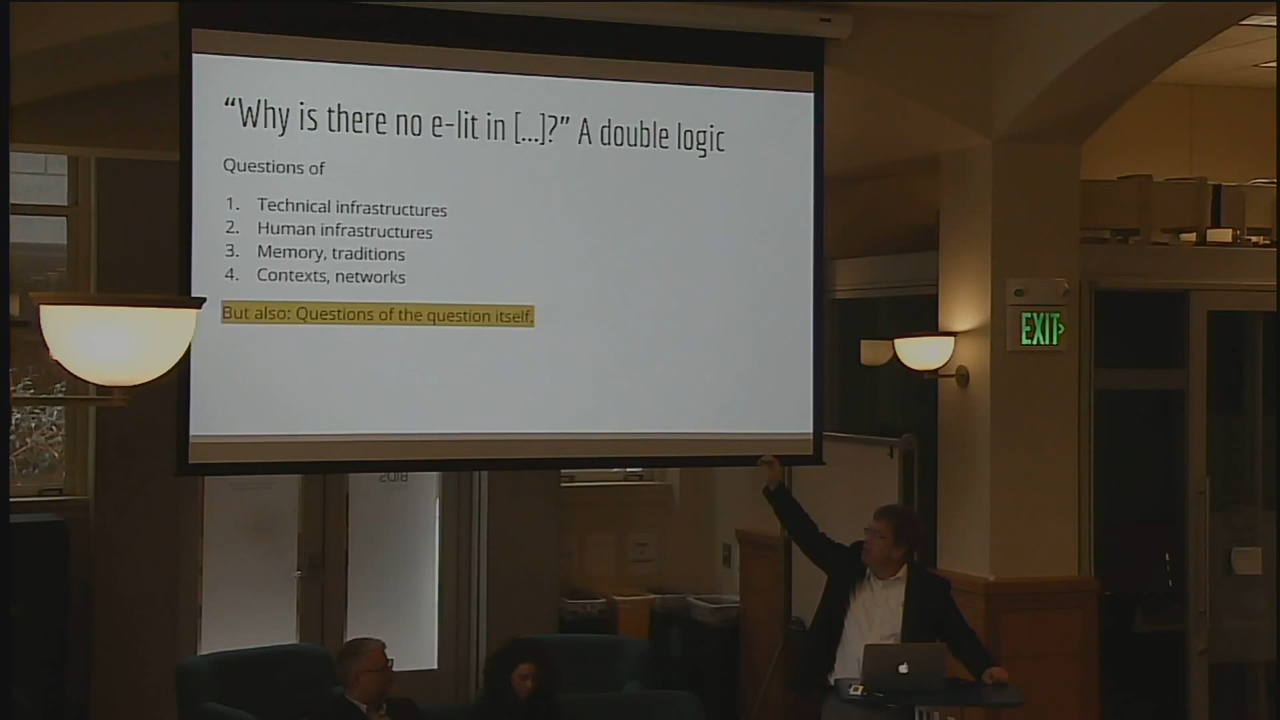 “Why is there no e-lit in [...]?” A double logic
Questions of
1. Technical infrastructures
2. Human infrastructures
3. Memory, traditions
4. Contexts, networks
But also: Questions of the question itself.
EXIT